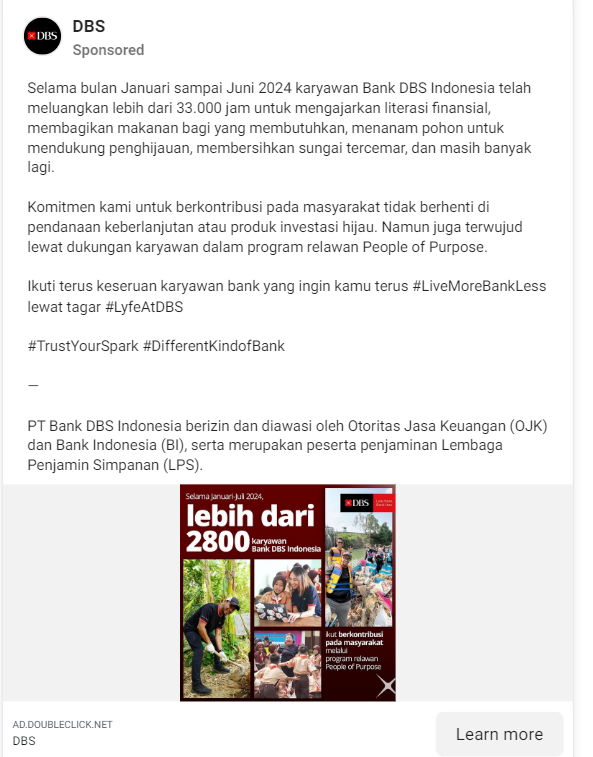 DBS
Sponsored
Selama bulan Januari sampai Juni 2024 karyawan Bank DBS Indonesia telah
meluangkan lebih dari 33.000 jam untuk mengajarkan literasi finansial,
membagikan makanan bagi yang membutuhkan, menanam pohon untuk
mendukung penghijauan, membersihkan sungai tercemar, dan masih banyak
lagi.
Komitmen kami untuk berkontribusi pada masyarakat tidak berhenti di
pendanaan keberlanjutan atau produk investasi hijau. Namun juga terwujud
lewat dukungan karyawan dalam program relawan People of Purpose.
Ikuti terus keseruan karyawan bank yang ingin kamu terus #LiveMoreBankLess
lewat tagar #LyfeAtDBS
#TrustYourSpark #DifferentKindofBank
—
PT Bank DBS Indonesia berizin dan diawasi oleh Otoritas Jasa Keuangan (OJK)
dan Bank Indonesia (BI), serta merupakan peserta penjaminan Lembaga
Penjamin Simpanan (LPS).
Selama Januari-Juli 2024,
lebih dari
2800 karyawan
Bank DBS Indonesia
DBS
ikut berkontribusi
pada masyarakat
melalui
program relawan
People of Purpose
AD.DOUBLECLICK.NET
DBS
Learn more